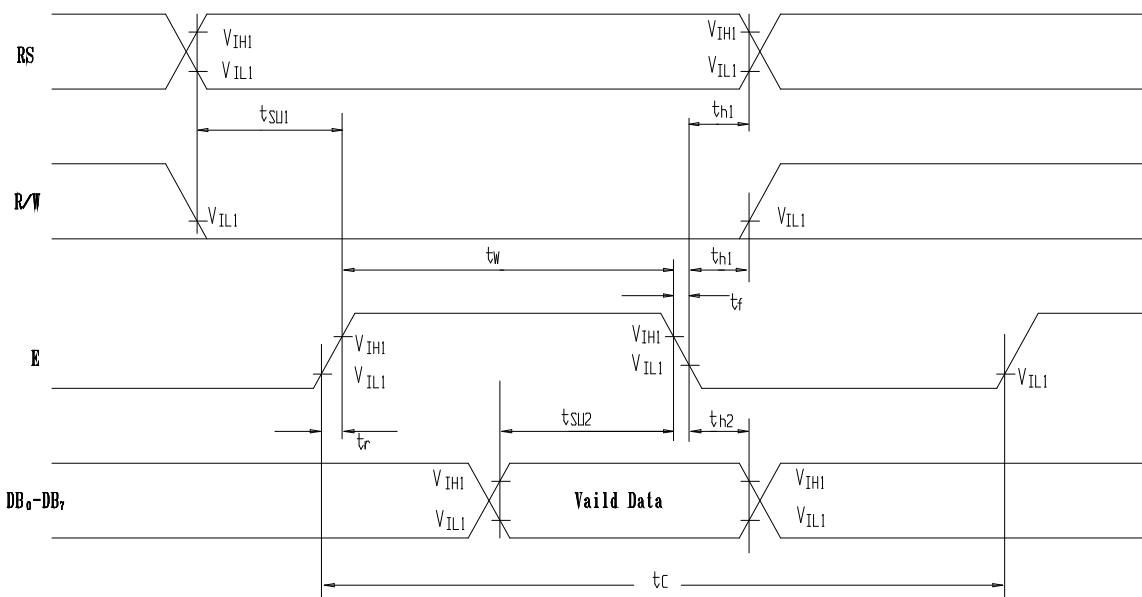 RS
VIH1
VIL1
VIH1
VIL1
tSU1
th1
R/W
VIL1
VIL1
tW
th1
tf
E
VIH1
VIL1
VIH1
VIL1
VIL1
tSU2
th2
tr
DB0-DB7
VIH1
VIL1
Vaild Data
VIH1
VIL1
tC